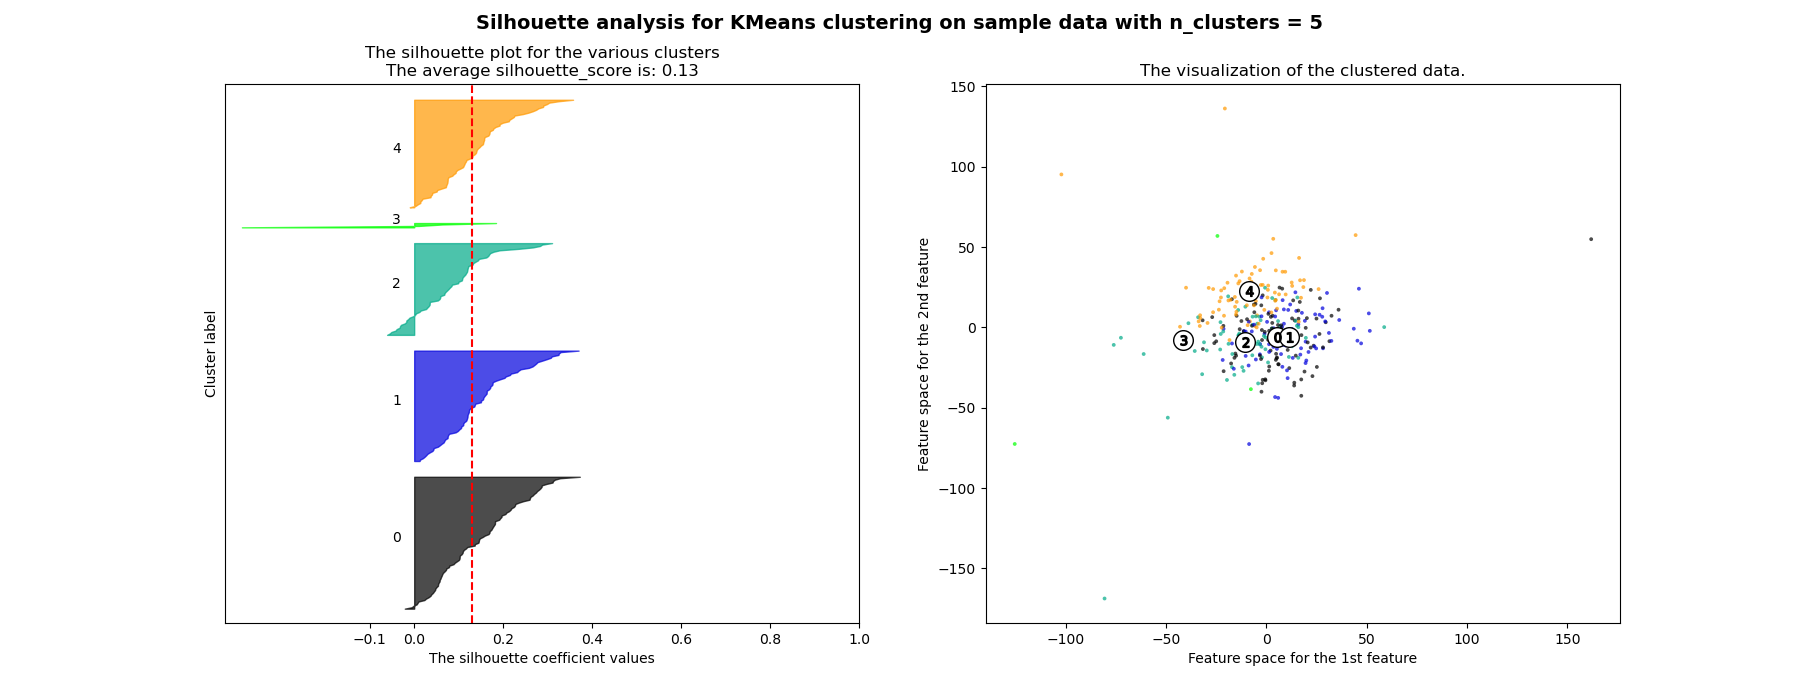 Silhouette analysis for KMeans clustering on sample data with n_clusters = 5
The silhouette plot for the various clusters
The average silhouette_score is: 0.13
4
3
2
1
0
Cluster label
−0.1 0.0 0.2 0.4 0.6 0.8 1.0
The silhouette coefficient values
The visualization of the clustered data.
150
100
50
0
−50
−100
−150
Feature space for the 2nd feature
4
3
2
0
1
−100 −50 0 50 100 150
Feature space for the 1st feature